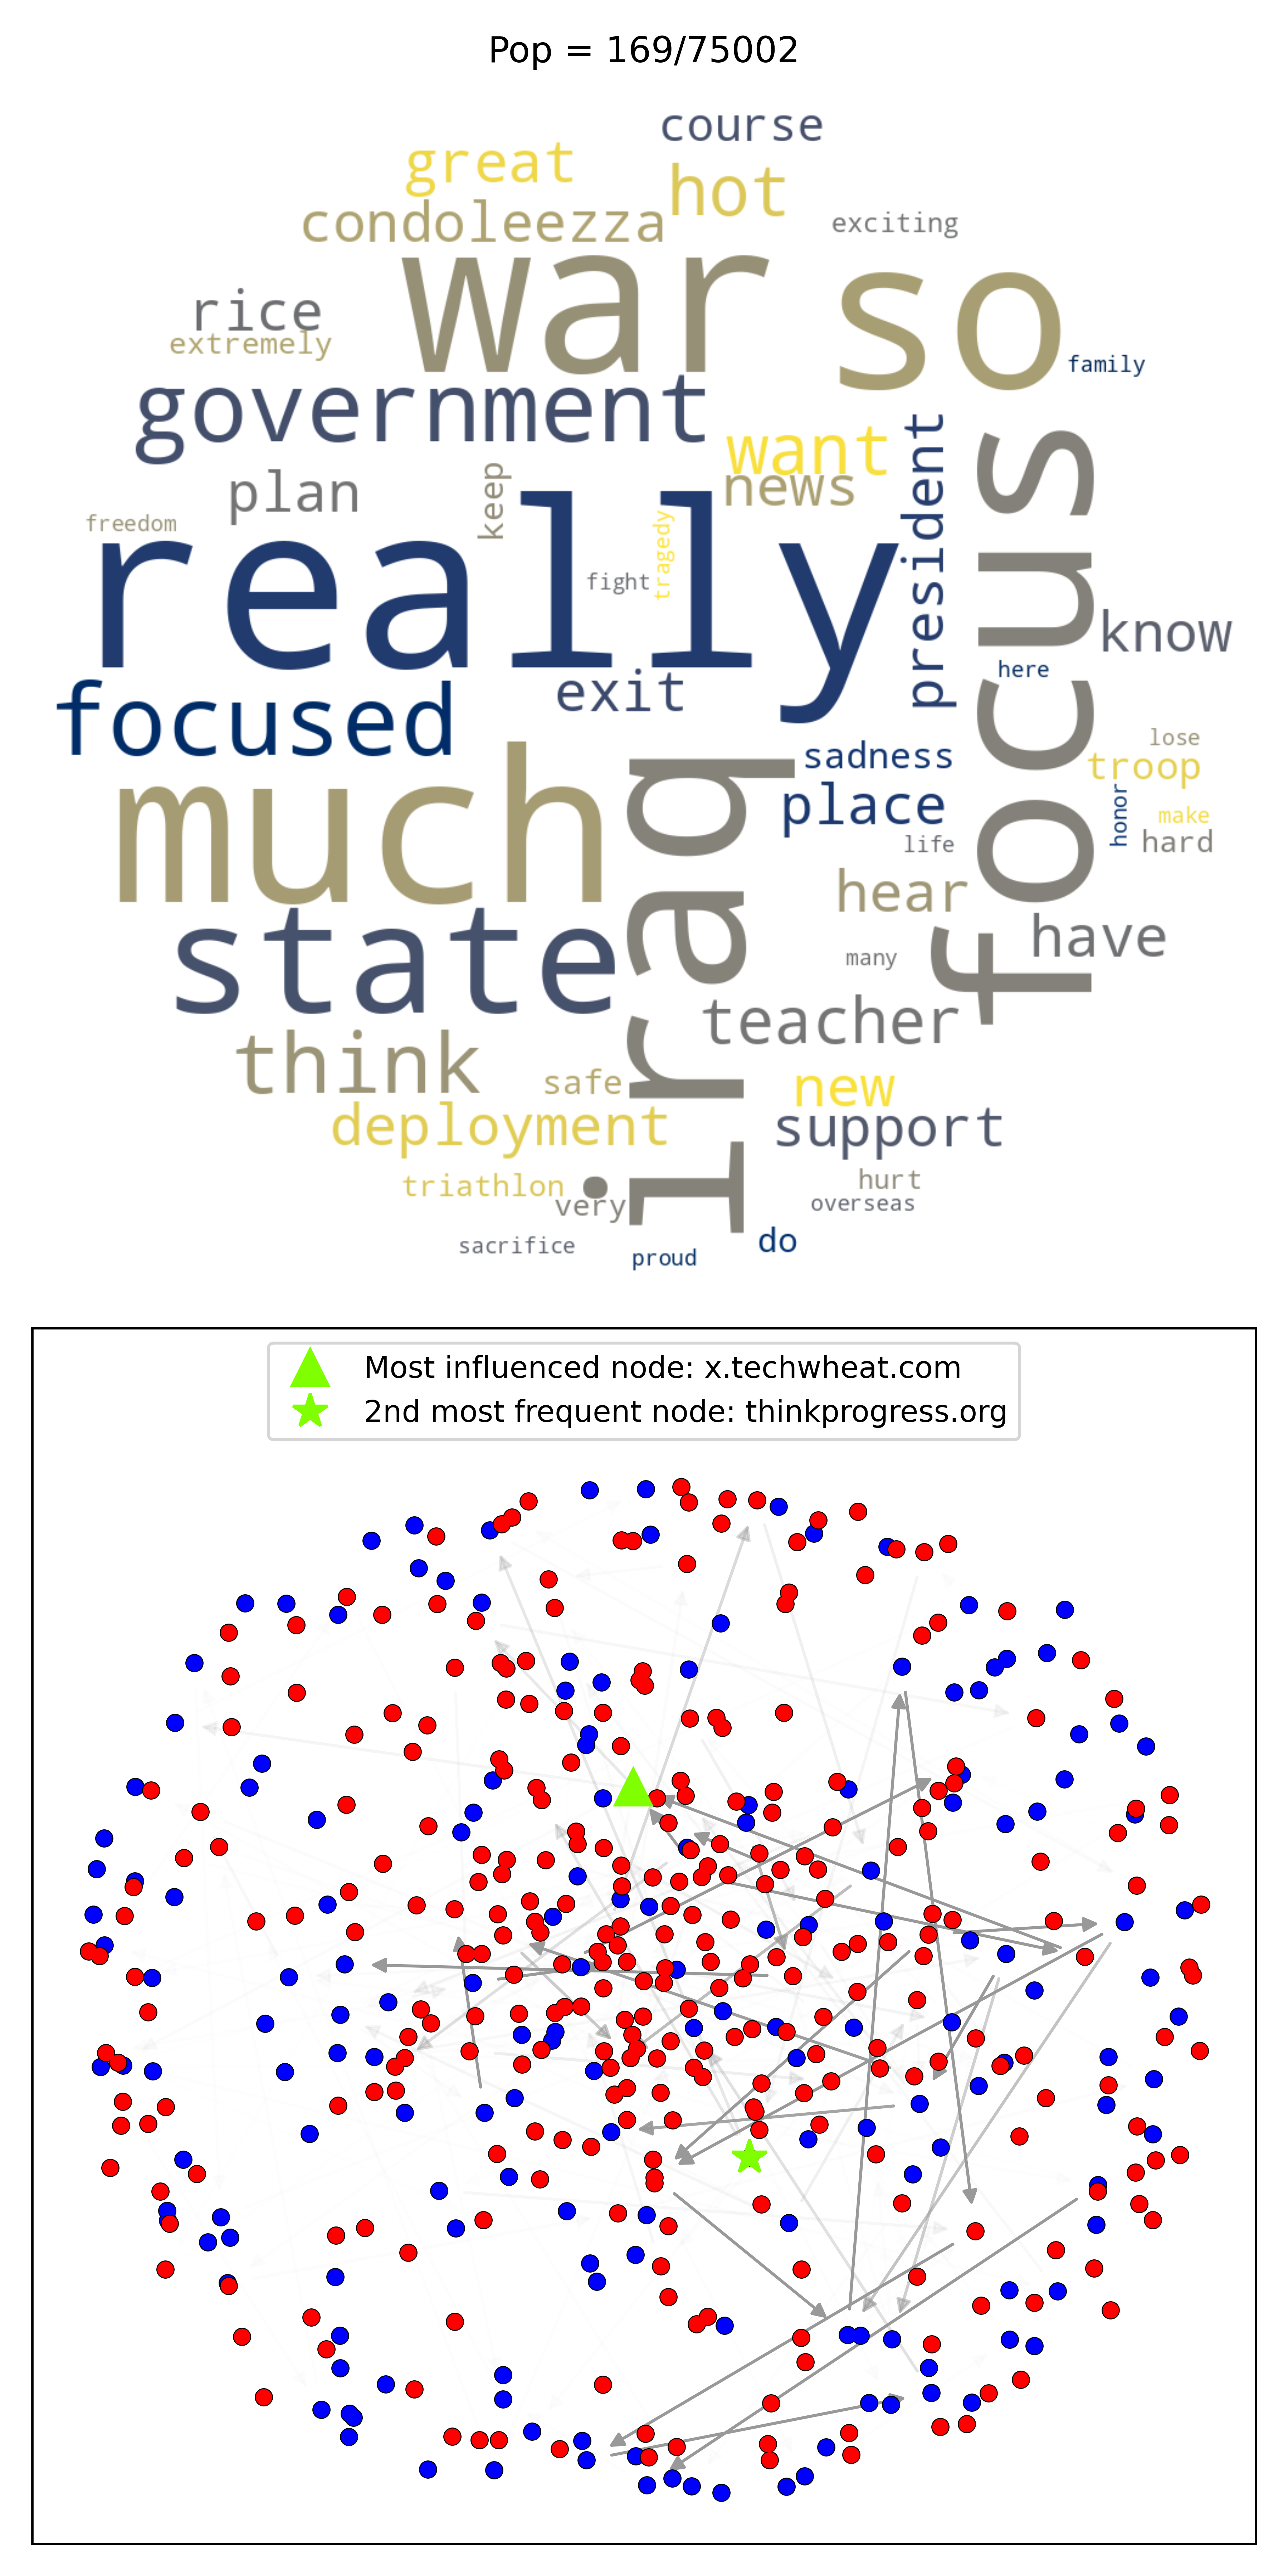 Pop = 169/75002
course
great
hot
condoleezza
exciting
war
so
rice
extremely
family
government
want
president
focus
plan
keep
news
freedom
really
tragedy
fight
know
here
exit
focused
lose
sadness
troop
much
iraq
place
honor
make
life
hard
hear
state
have
many
teacher
think
safe
new
deployment
support
triathlon
hurt
very
overseas
sacrifice
proud
do
Most influenced node: x.techwheat.com
2nd most frequent node: thinkprogress.org